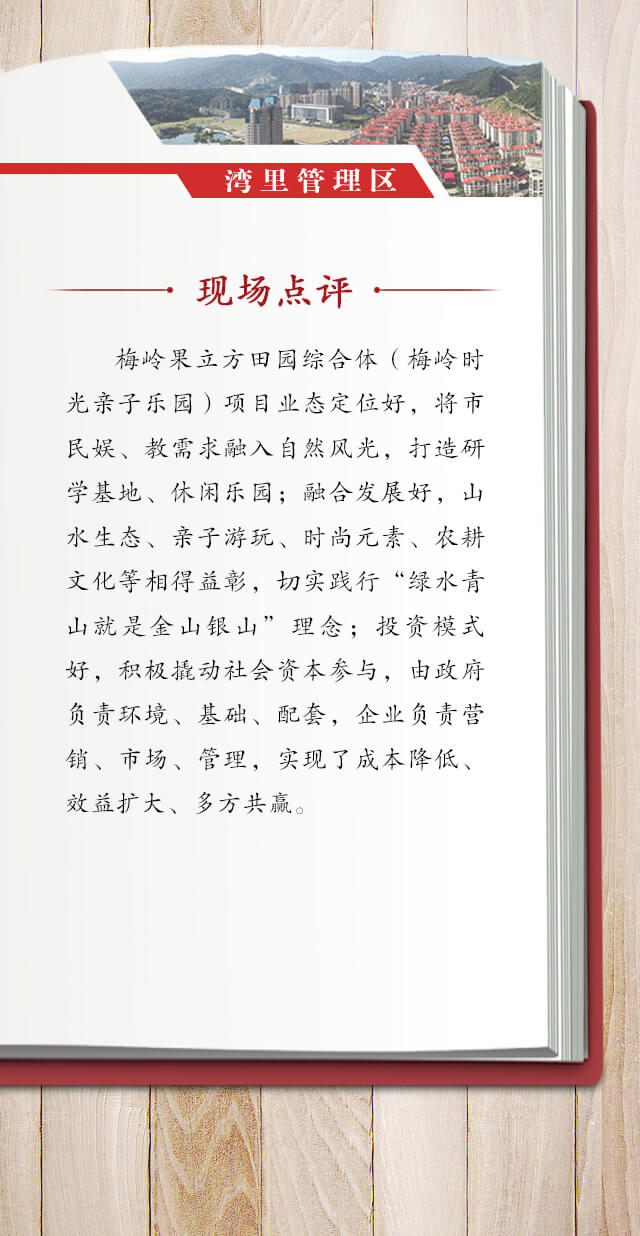 湾里管理区
现场点评
梅岭果立方田园综合体（梅岭时
光亲子乐园）项目业态定位好，将市
民娱、教需求融入自然风光，打造研
学基地、休闲乐园；融合发展好，山
水生态、亲子游玩、时尚元素、农耕
文化等相得益彰，切实践行“绿水青
山就是金山银山”理念；投资模式
好，积极撬动社会资本参与，由政府
负责环境、基础、配套，企业负责营
销、市场、管理，实现了成本降低、
效益扩大、多方共赢。